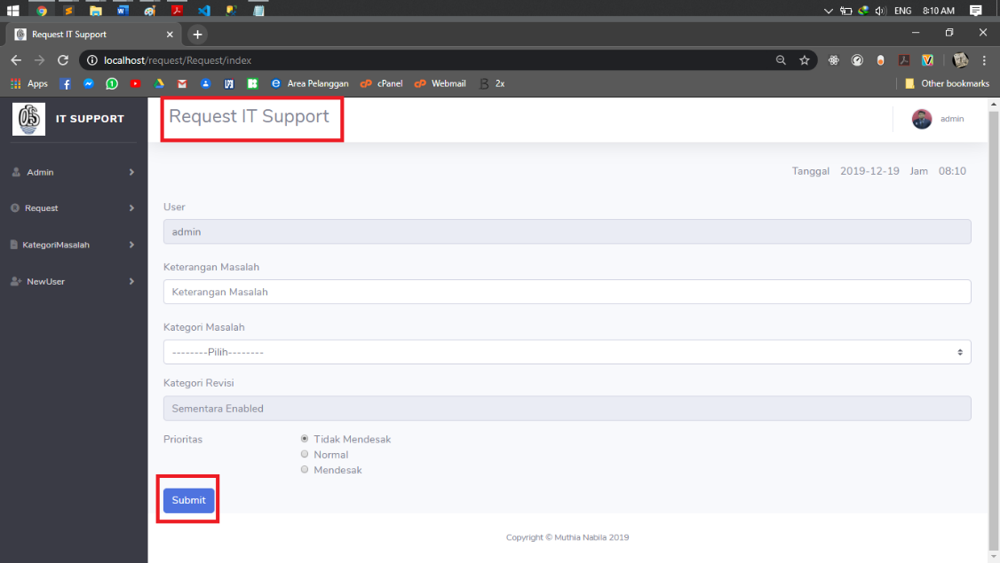 ENG 8:10 AM
Request IT Support
localhost/request/Request/index
Apps Area Pelanggan cPanel Webmail 2x Other bookmarks
IT SUPPORT
Request IT Support
admin
Admin
Request
KategoriMasalah
NewUser
Tanggal 2019-12-19 Jam 08:10
User
admin
Keterangan Masalah
Keterangan Masalah
Kategori Masalah
--------Pilih--------
Kategori Revisi
Sementara Enabled
Prioritas
Tidak Mendesak
Normal
Mendesak
Submit
Copyright © Muthia Nabila 2019